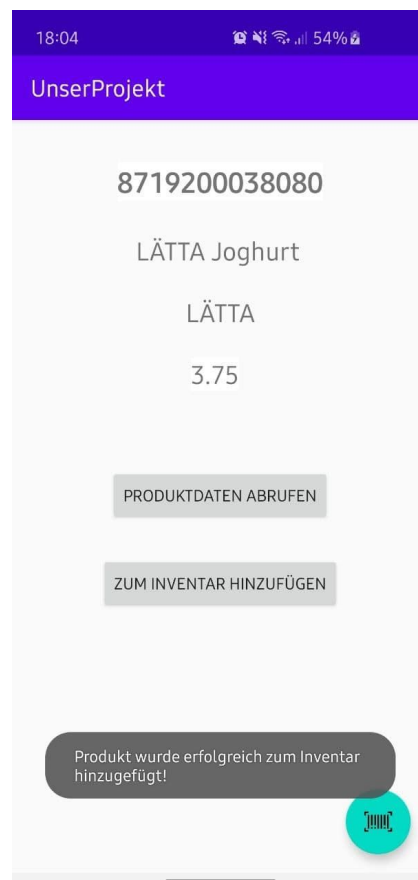 18:04 54%
UnserProjekt
8719200038080
LÄTTA Joghurt
LÄTTA
3.75
PRODUKTDATEN ABRUFEN
ZUM INVENTAR HINZUFÜGEN
Produkt wurde erfolgreich zum Inventar
hinzugefügt!